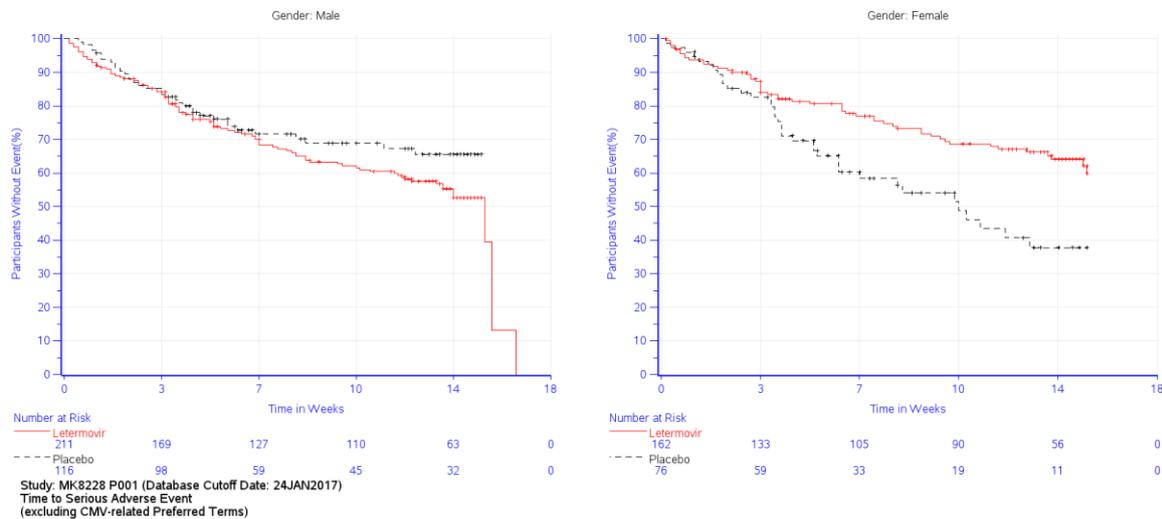 Gender: Male
Participants Without Event(%)
100
90
80
70
60
50
40
30
20
10
0
0 3 7 10 14 18
Time in Weeks
Number at Risk
Letermovir
211 169 127 110 63 0
Placebo
116 98 59 45 32 0
Gender: Female
Participants Without Event(%)
100
90
80
70
60
50
40
30
20
10
0
0 3 7 10 14 18
Time in Weeks
Number at Risk
Letermovir
162 133 105 90 56 0
Placebo
76 59 33 19 11 0
Study: MK8228 P001 (Database Cutoff Date: 24JAN2017)
Time to Serious Adverse Event
(excluding CMV-related Preferred Terms)